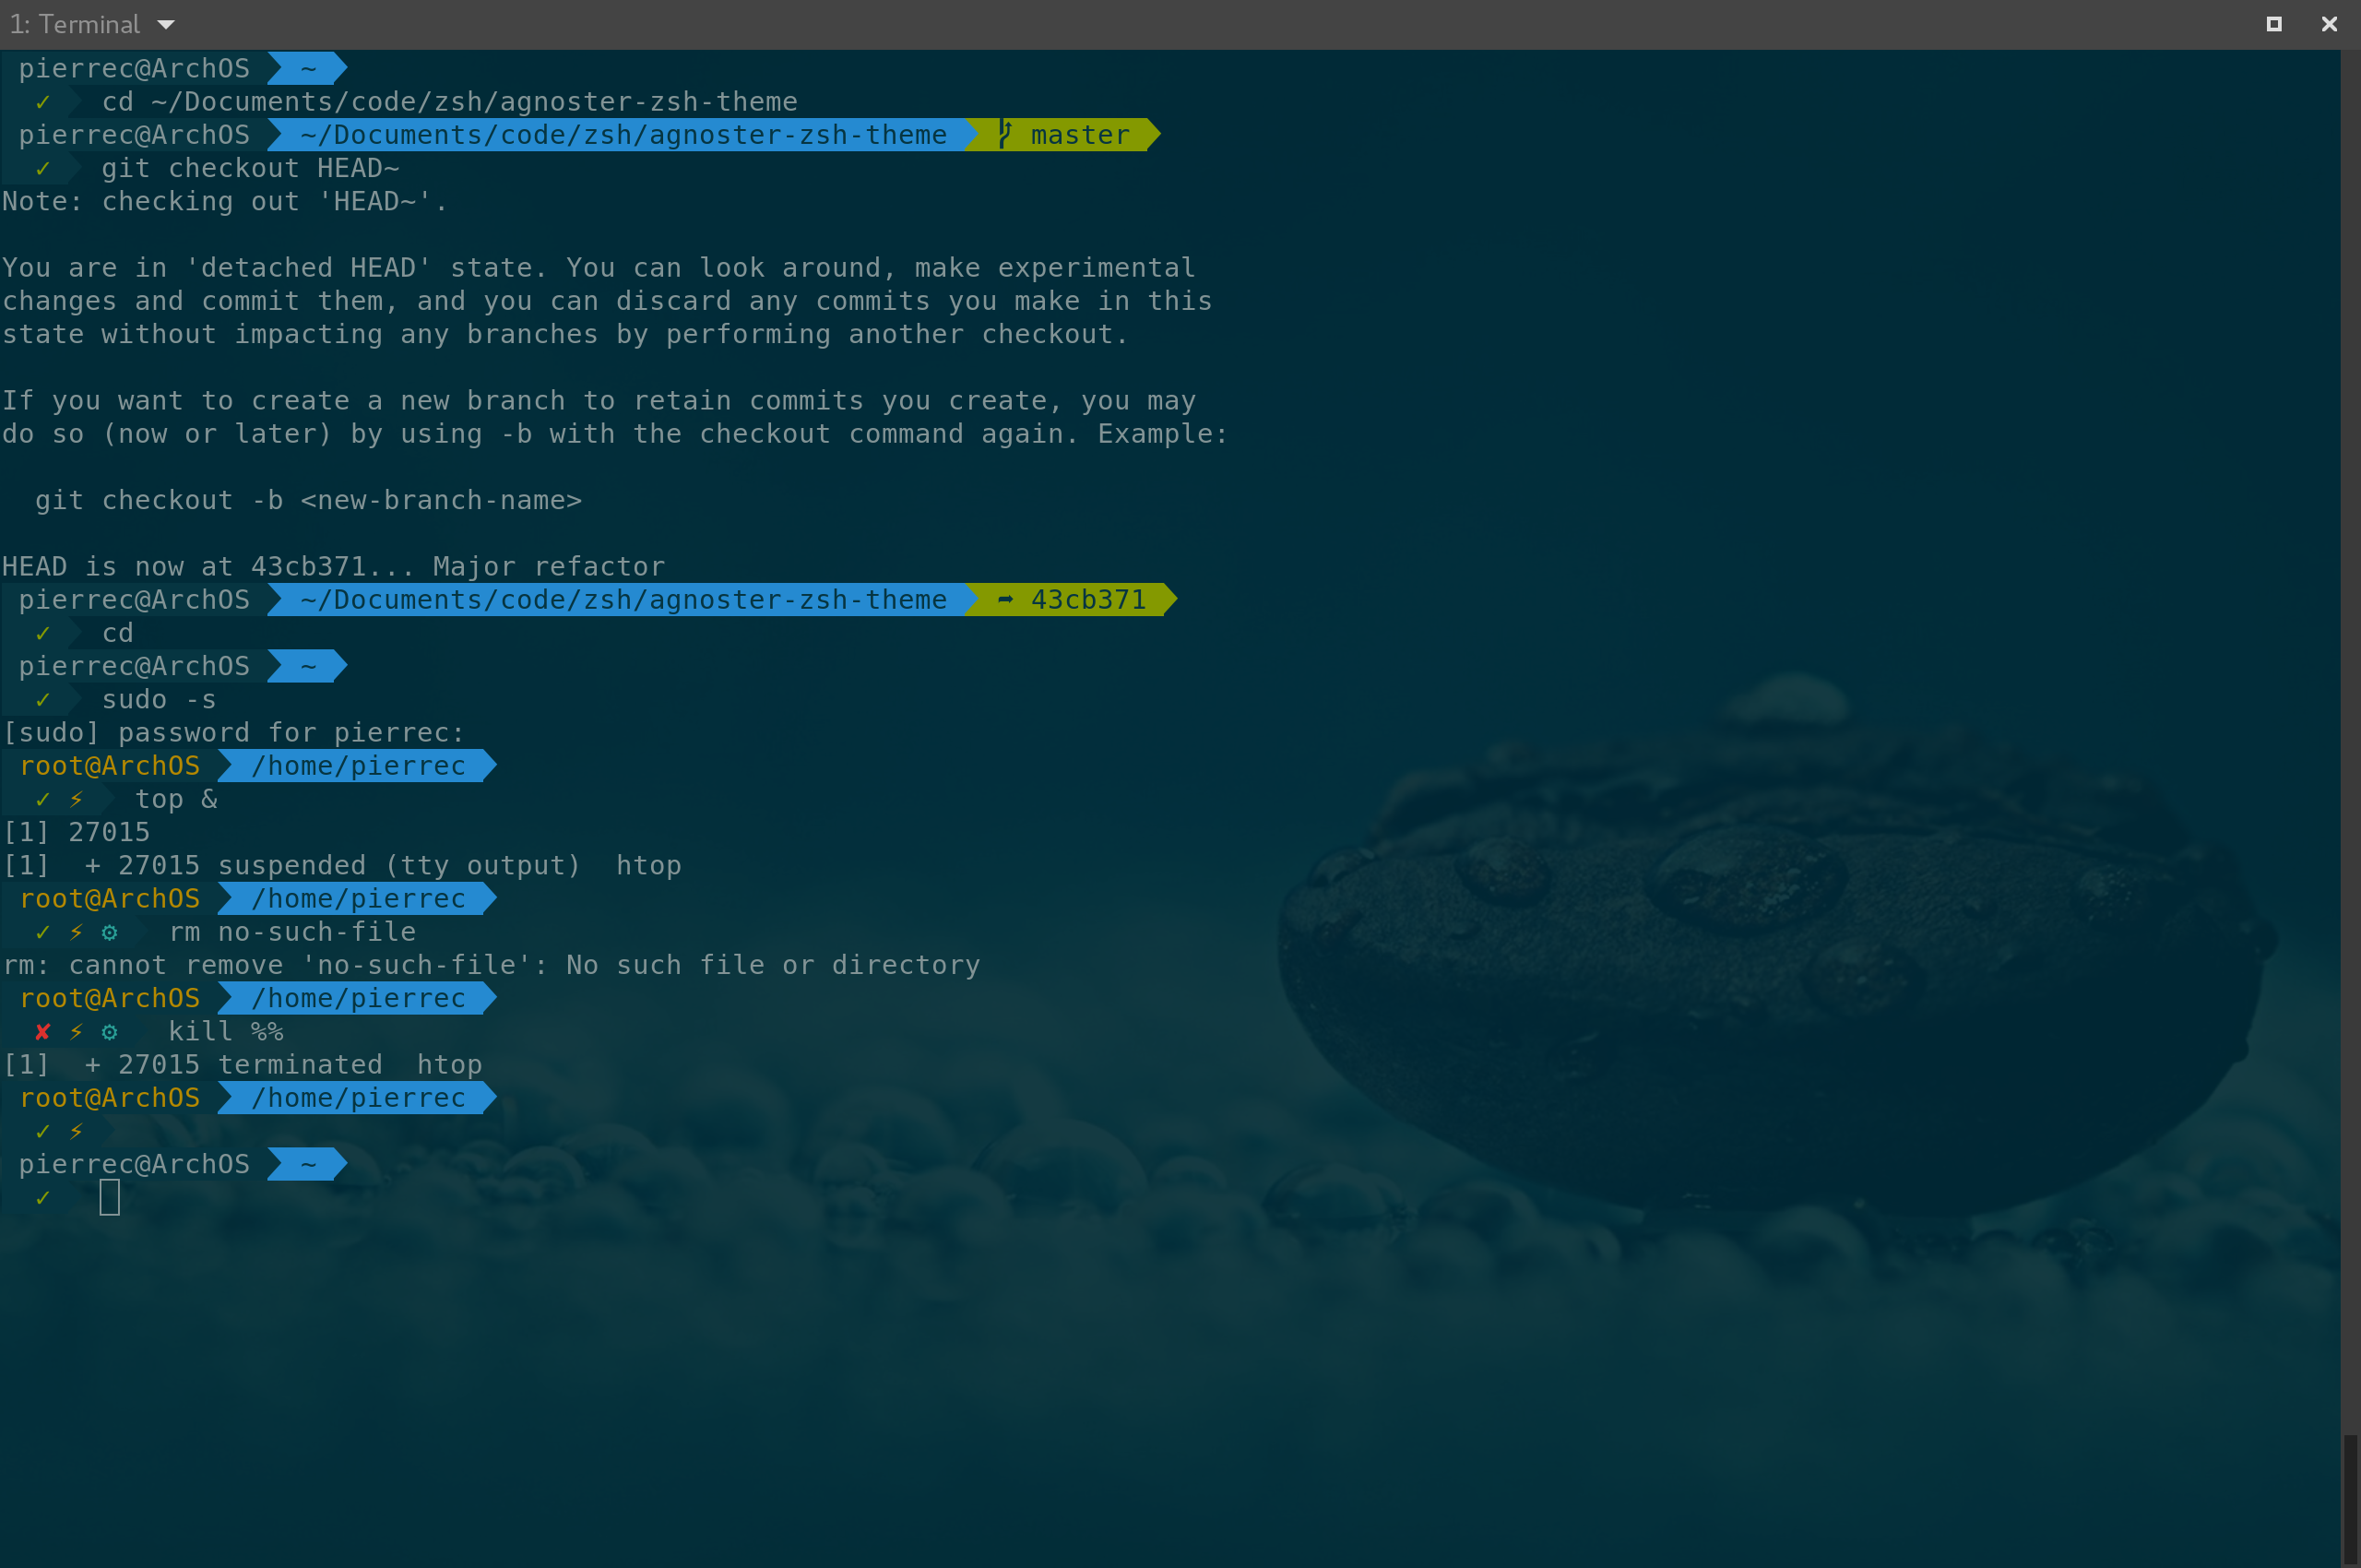 1: Terminal
pierrec@ArchOS ~
✓ cd ~/Documents/code/zsh/agnoster-zsh-theme
pierrec@ArchOS ~/Documents/code/zsh/agnoster-zsh-theme master
✓ git checkout HEAD~
Note: checking out 'HEAD~'.
You are in 'detached HEAD' state. You can look around, make experimental
changes and commit them, and you can discard any commits you make in this
state without impacting any branches by performing another checkout.
If you want to create a new branch to retain commits you create, you may
do so (now or later) by using -b with the checkout command again. Example:
git checkout -b <new-branch-name>
HEAD is now at 43cb371... Major refactor
pierrec@ArchOS ~/Documents/code/zsh/agnoster-zsh-theme ➦ 43cb371
✓ cd
pierrec@ArchOS ~
✓ sudo -s
[sudo] password for pierrec:
root@ArchOS /home/pierrec
✓ ⚡ top &
[1] 27015
[1]  + 27015 suspended (tty output)  htop
root@ArchOS /home/pierrec
✓ ⚡ ⚙ rm no-such-file
rm: cannot remove 'no-such-file': No such file or directory
root@ArchOS /home/pierrec
✘ ⚡ ⚙ kill %%
[1]  + 27015 terminated  htop
root@ArchOS /home/pierrec
✓ ⚡
pierrec@ArchOS ~
✓